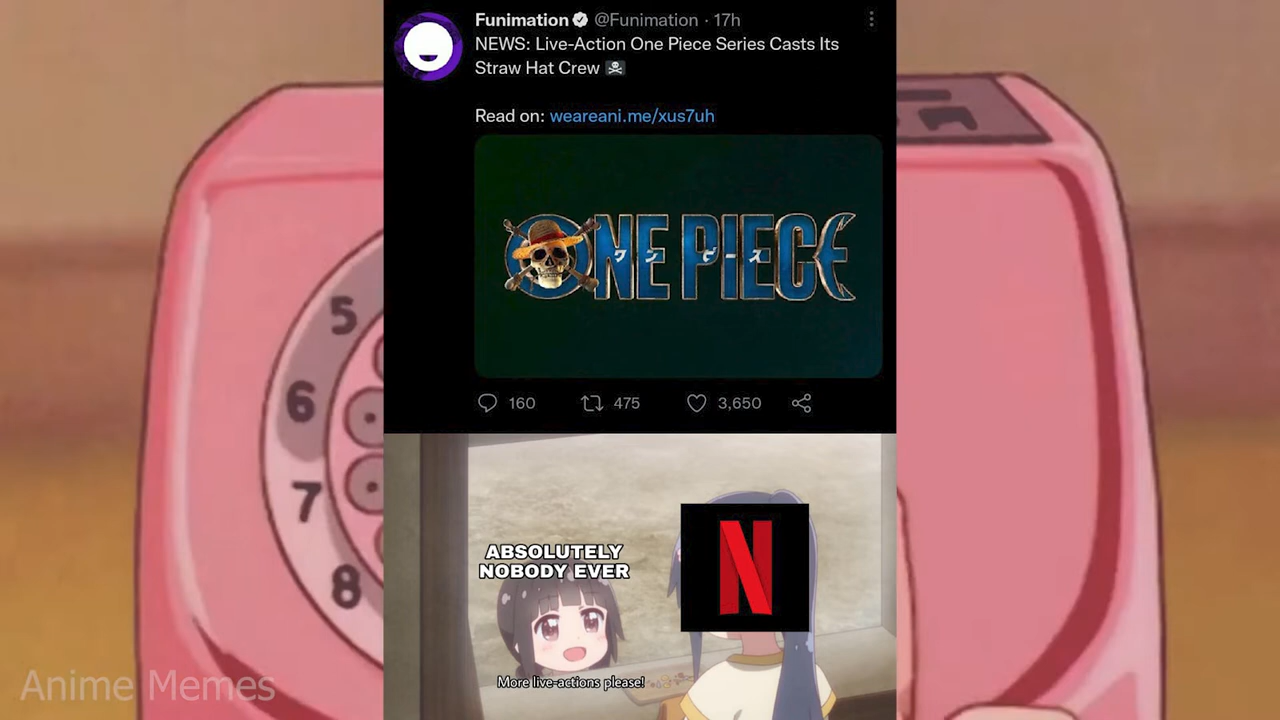 Funimation @Funimation · 17h
NEWS: Live-Action One Piece Series Casts Its
Straw Hat Crew ☠
Read on: weareani.me/xus7uh
ONE PIECE
ワンピース
160 475 3,650
5
6
7
8
ABSOLUTELY
NOBODY EVER
N
More live-actions please!
Anime Memes